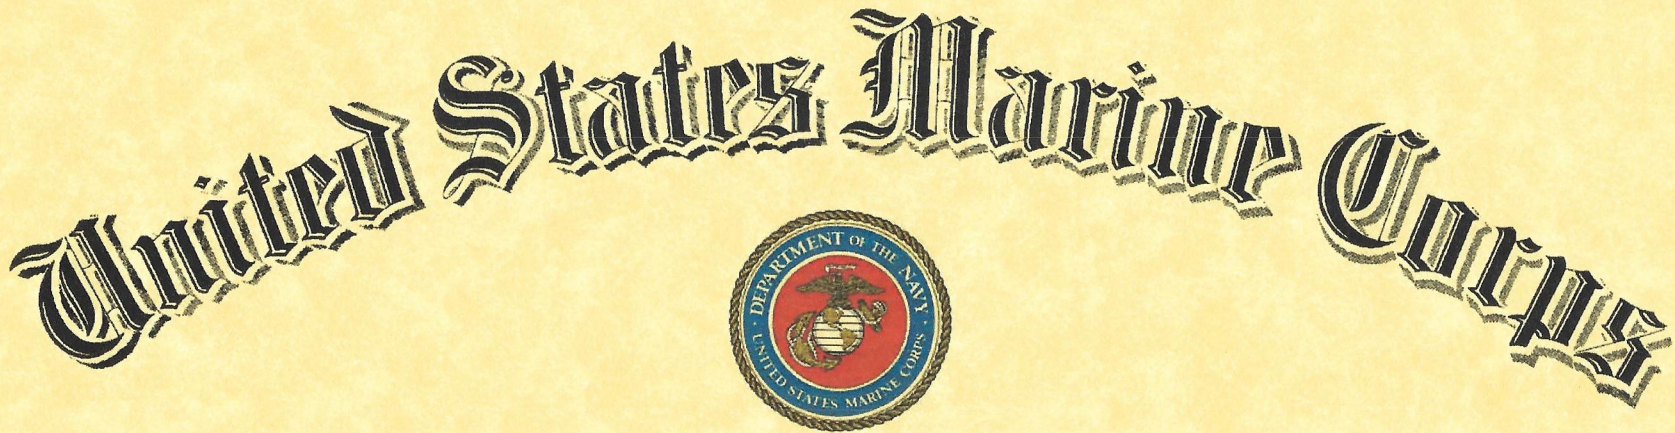 United States Marine Corps
DEPARTMENT OF THE NAVY
UNITED STATES MARINE CORPS